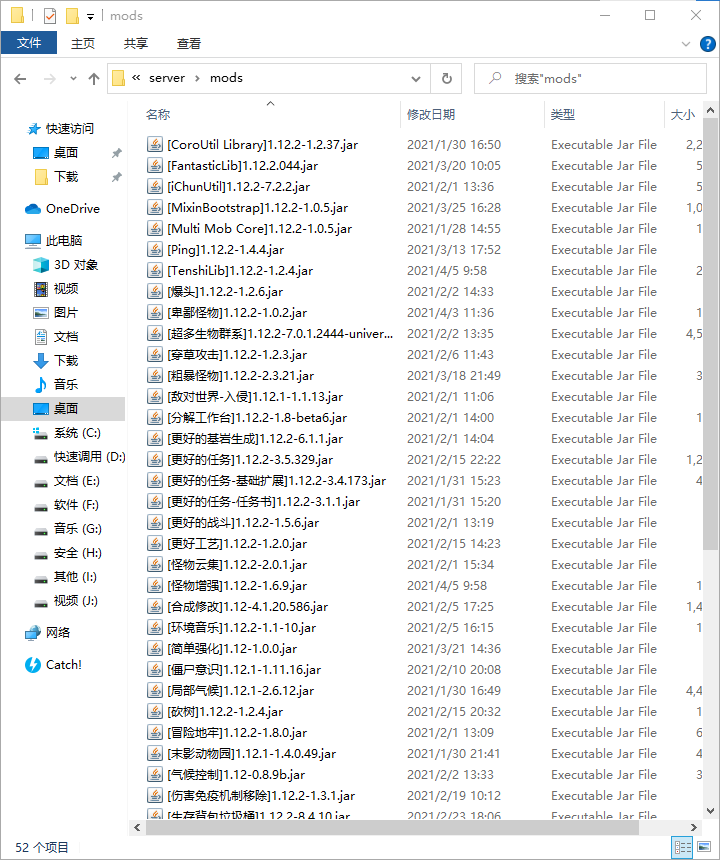 mods
文件 主页 共享 查看
« server › mods 搜索"mods"
名称 修改日期 类型 大小
快速访问
桌面
下载
OneDrive
此电脑
3D 对象
视频
图片
文档
下载
音乐
桌面
系统 (C:)
快速调用 (D:)
文档 (E:)
软件 (F:)
音乐 (G:)
安全 (H:)
其他 (I:)
视频 (J:)
网络
Catch!
[CoroUtil Library]1.12.2-1.2.37.jar 2021/1/30 16:50 Executable Jar File 2,2
[FantasticLib]1.12.2.044.jar 2021/3/20 10:05 Executable Jar File 5
[iChunUtil]1.12.2-7.2.2.jar 2021/2/1 13:36 Executable Jar File 5
[MixinBootstrap]1.12.2-1.0.5.jar 2021/3/25 16:28 Executable Jar File 1,0
[Multi Mob Core]1.12.2-1.0.5.jar 2021/1/28 14:55 Executable Jar File 1
[Ping]1.12.2-1.4.4.jar 2021/3/13 17:52 Executable Jar File
[TenshiLib]1.12.2-1.2.4.jar 2021/4/5 9:58 Executable Jar File 2
[爆头]1.12.2-1.2.6.jar 2021/2/2 14:33 Executable Jar File
[卑鄙怪物]1.12.2-1.0.2.jar 2021/4/3 11:36 Executable Jar File 1
[超多生物群系]1.12.2-7.0.1.2444-univer... 2021/2/2 13:35 Executable Jar File 4,5
[穿草攻击]1.12.2-1.2.3.jar 2021/2/6 11:43 Executable Jar File
[粗暴怪物]1.12.2-2.3.21.jar 2021/3/18 21:49 Executable Jar File 3
[敌对世界-入侵]1.12.1-1.1.13.jar 2021/2/1 11:06 Executable Jar File
[分解工作台]1.12.2-1.8-beta6.jar 2021/2/1 14:00 Executable Jar File 1
[更好的基岩生成]1.12.2-6.1.1.jar 2021/2/1 14:04 Executable Jar File
[更好的任务]1.12.2-3.5.329.jar 2021/2/15 22:22 Executable Jar File 1,2
[更好的任务-基础扩展]1.12.2-3.4.173.jar 2021/1/31 15:23 Executable Jar File 4
[更好的任务-任务书]1.12.2-3.1.1.jar 2021/1/31 15:20 Executable Jar File
[更好的战斗]1.12.2-1.5.6.jar 2021/2/1 13:19 Executable Jar File
[更好工艺]1.12.2-1.2.0.jar 2021/2/15 14:23 Executable Jar File
[怪物云集]1.12.2-2.0.1.jar 2021/2/1 15:34 Executable Jar File
[怪物增强]1.12.2-1.6.9.jar 2021/4/5 9:58 Executable Jar File 1
[合成修改]1.12-4.1.20.586.jar 2021/2/5 17:25 Executable Jar File 1,4
[环境音乐]1.12.2-1.1-10.jar 2021/2/5 16:15 Executable Jar File 1
[简单强化]1.12-1.0.0.jar 2021/3/21 14:36 Executable Jar File
[僵尸意识]1.12.1-1.11.16.jar 2021/2/10 20:08 Executable Jar File
[局部气候]1.12.1-2.6.12.jar 2021/1/30 16:49 Executable Jar File 4,4
[砍树]1.12.2-1.2.4.jar 2021/2/15 20:32 Executable Jar File 1
[冒险地牢]1.12.2-1.8.0.jar 2021/2/1 13:09 Executable Jar File 6
[末影动物园]1.12.1-1.4.0.49.jar 2021/1/30 21:41 Executable Jar File 4
[气候控制]1.12-0.8.9b.jar 2021/2/2 13:33 Executable Jar File 3
[伤害免疫机制移除]1.12.2-1.3.1.jar 2021/2/19 10:12 Executable Jar File
[生存背包垃圾桶]1.12.2-8.4.10.jar 2021/2/23 18:06 Executable Jar File
52 个项目